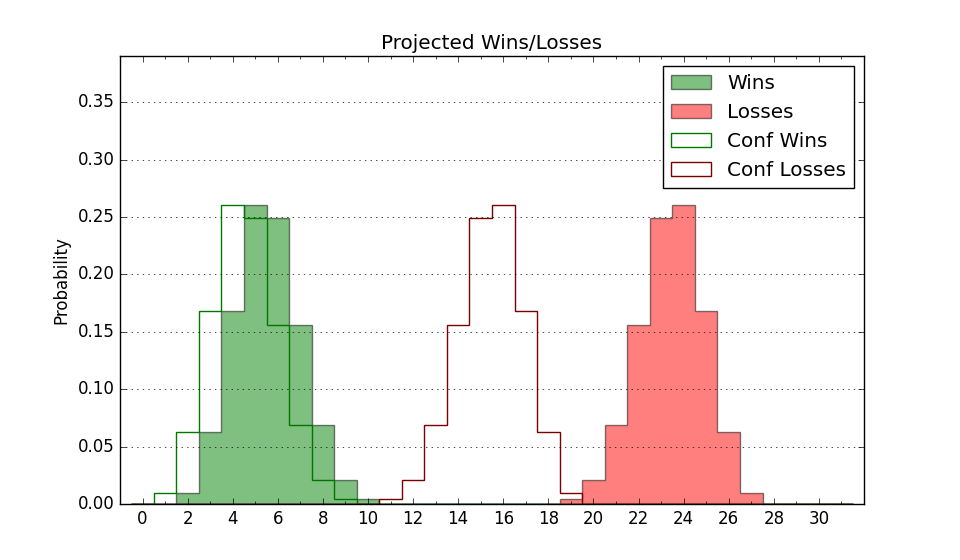 Projected Wins/Losses
Wins
Losses
Conf Wins
Conf Losses
Probability
0.35
0.30
0.25
0.20
0.15
0.10
0.05
0.00
0 2 4 6 8 10 12 14 16 18 20 22 24 26 28 30